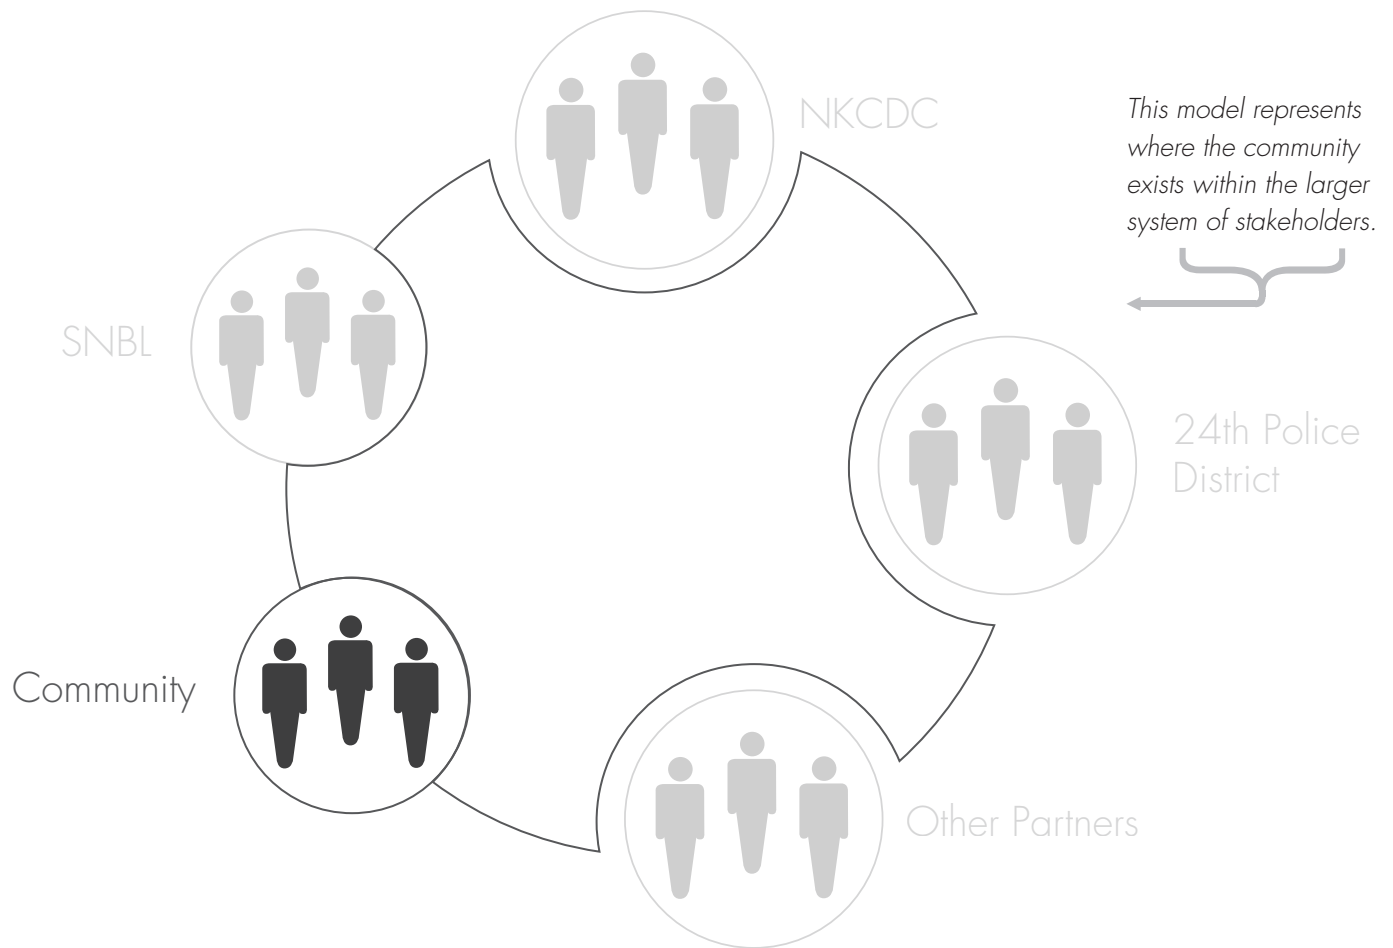 NKCDC
This model represents
where the community
exists within the larger
system of stakeholders.
SNBL
24th Police
District
Community
Other Partners